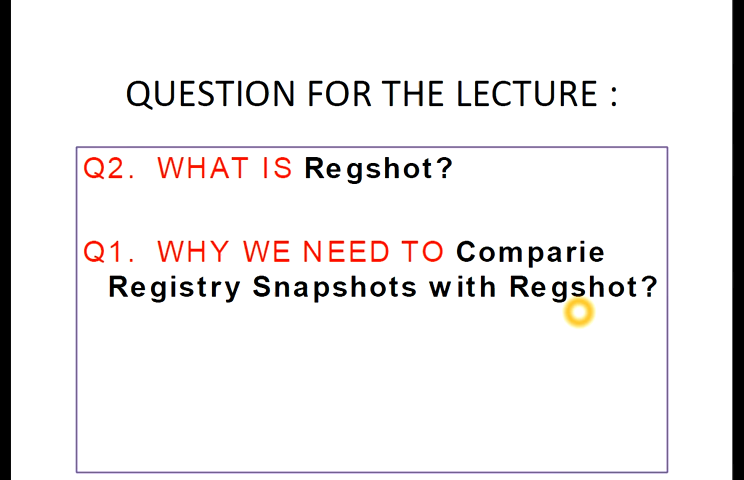 QUESTION FOR THE LECTURE :
Q2. WHAT IS Regshot?
Q1. WHY WE NEED TO Comparie
Registry Snapshots with Regshot?